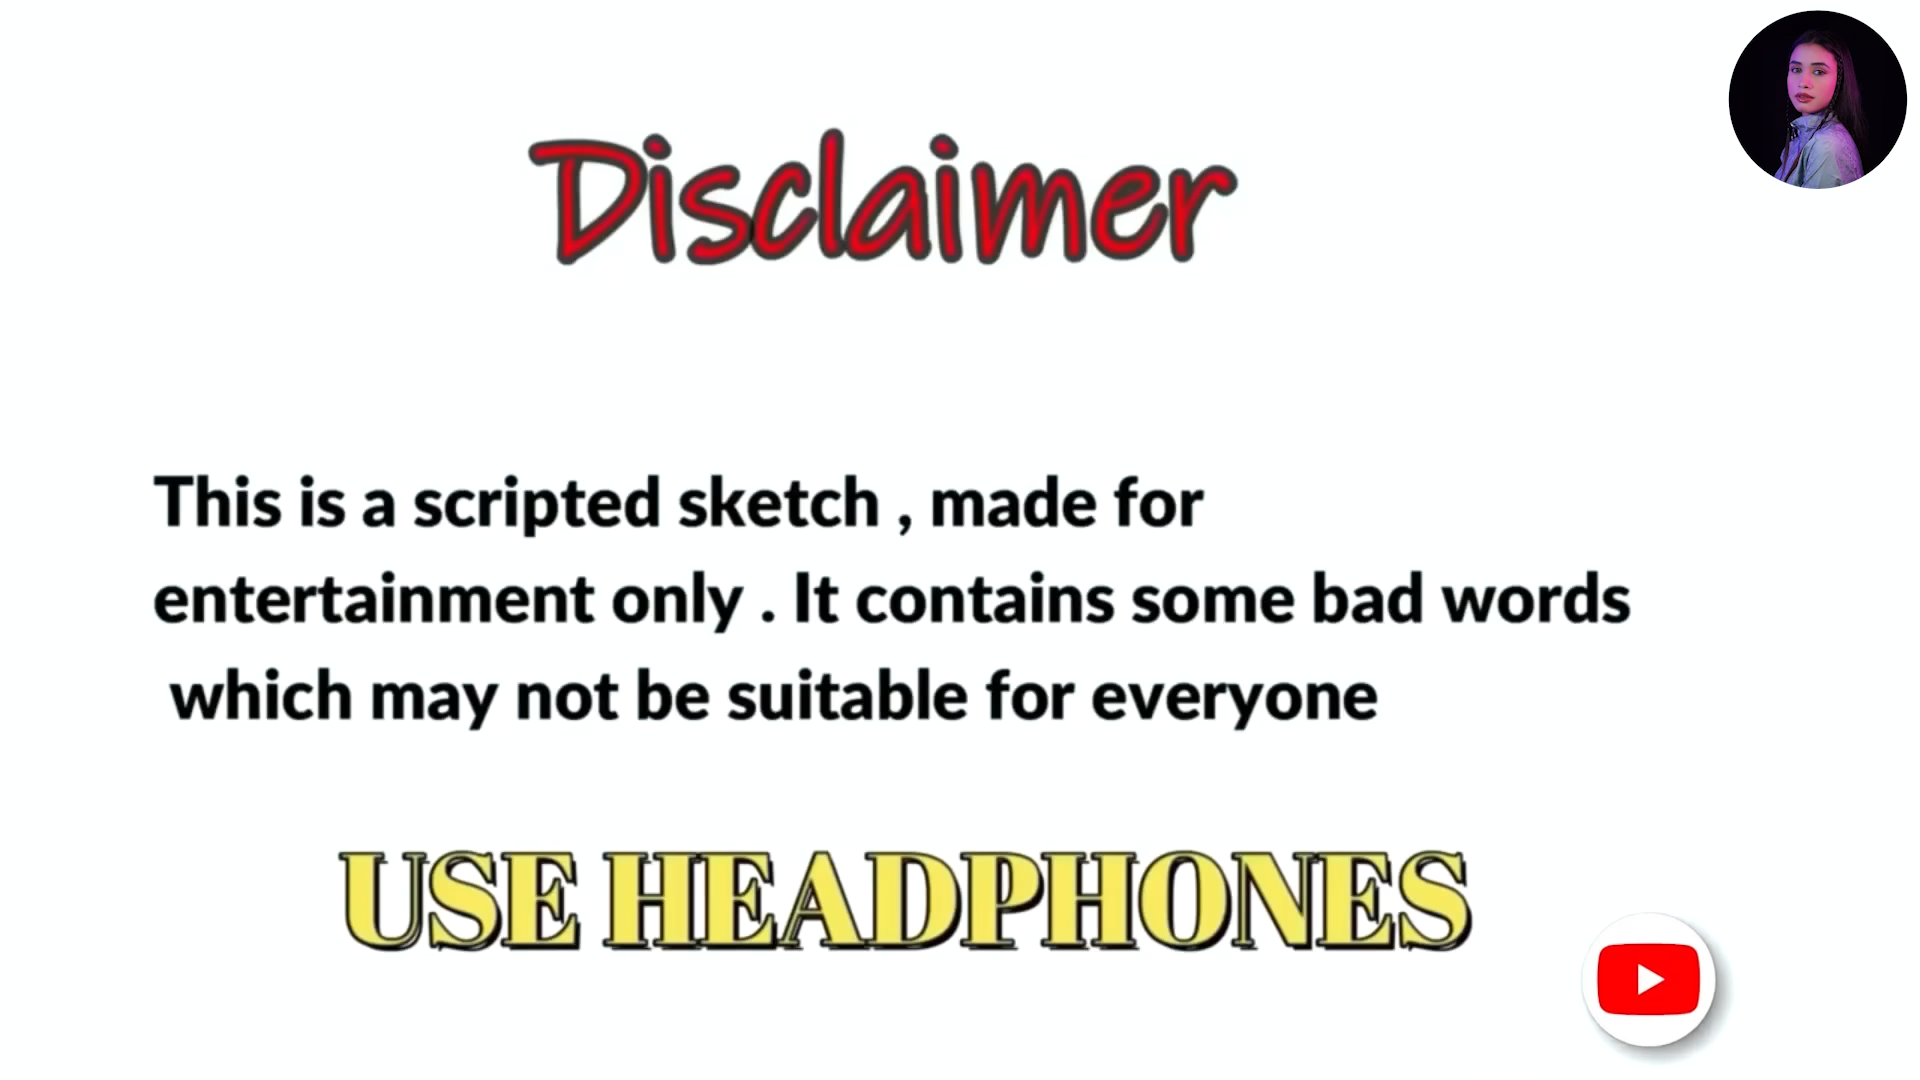 Disclaimer
This is a scripted sketch , made for
entertainment only . It contains some bad words
which may not be suitable for everyone
USE HEADPHONES